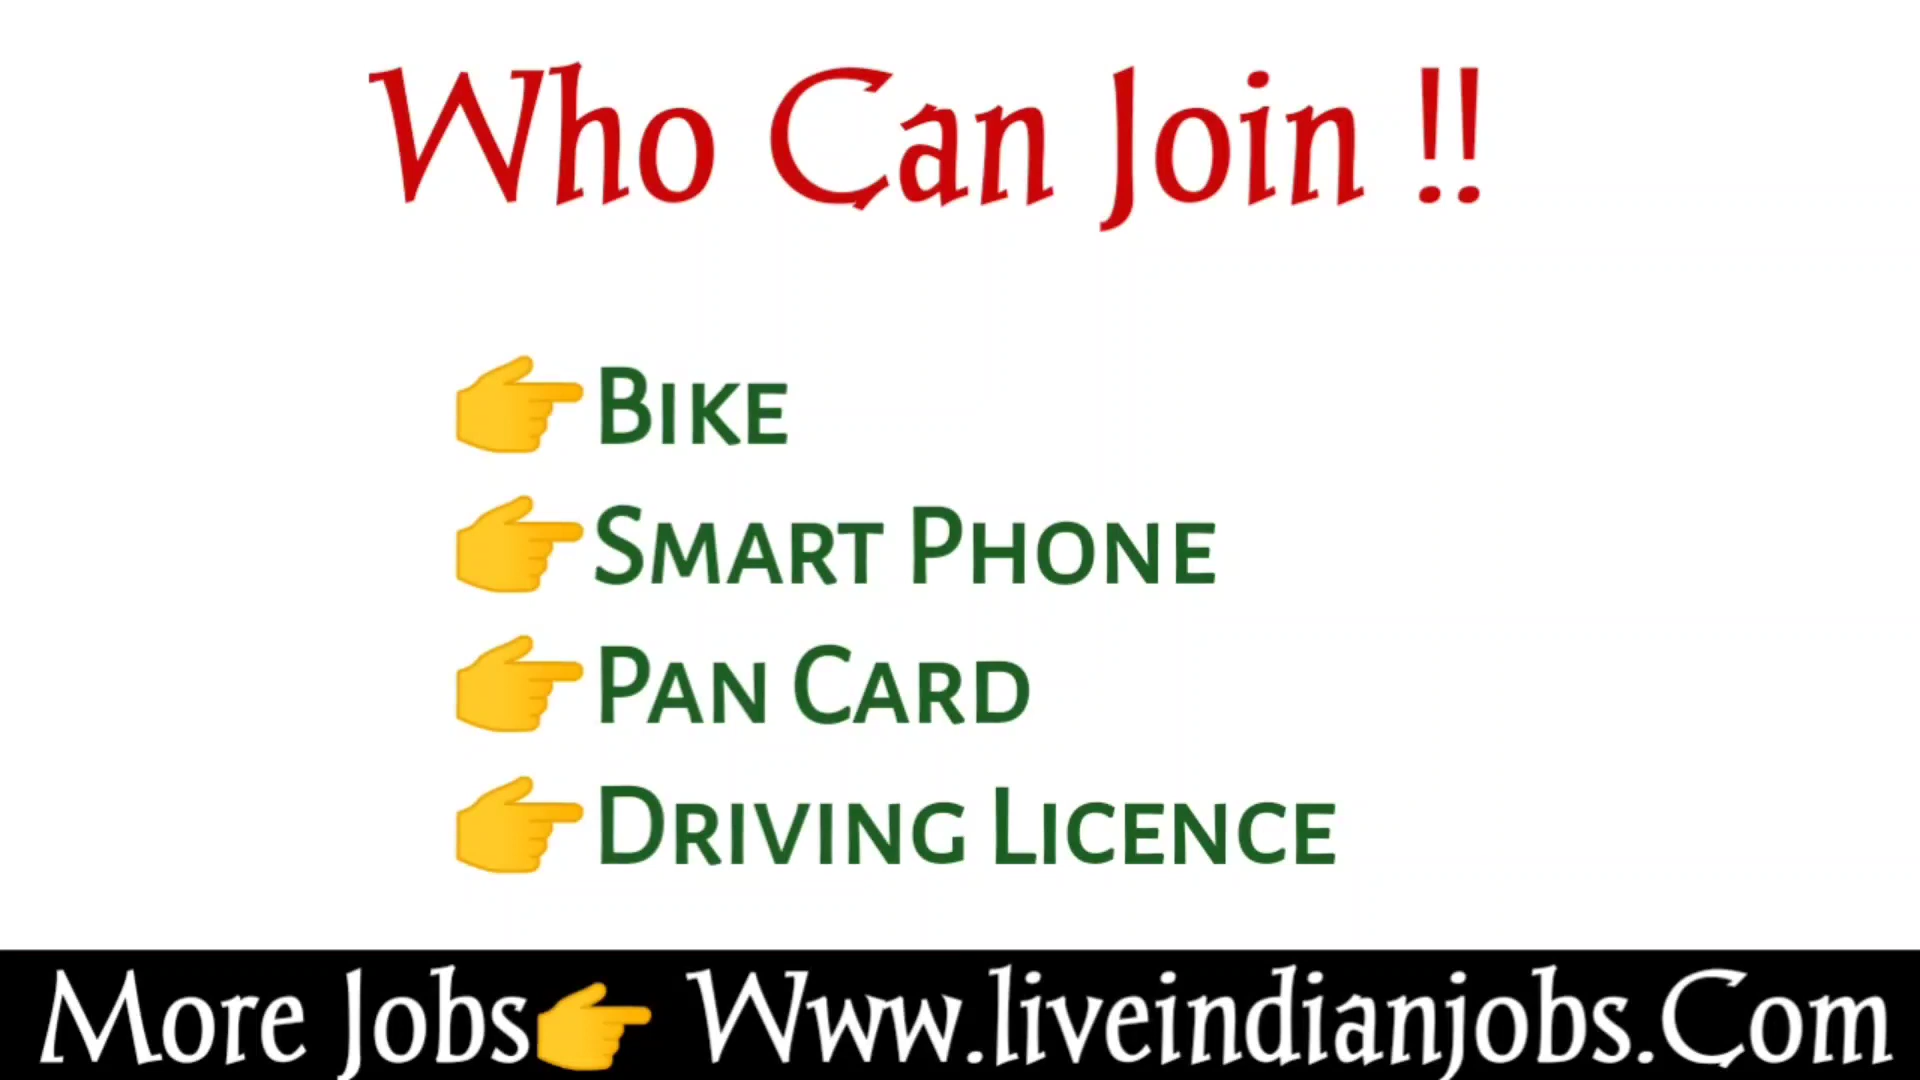 Who Can Join !!
👉Bike
👉Smart Phone
👉Pan Card
👉Driving Licence
More Jobs👉 Www.liveindianjobs.Com